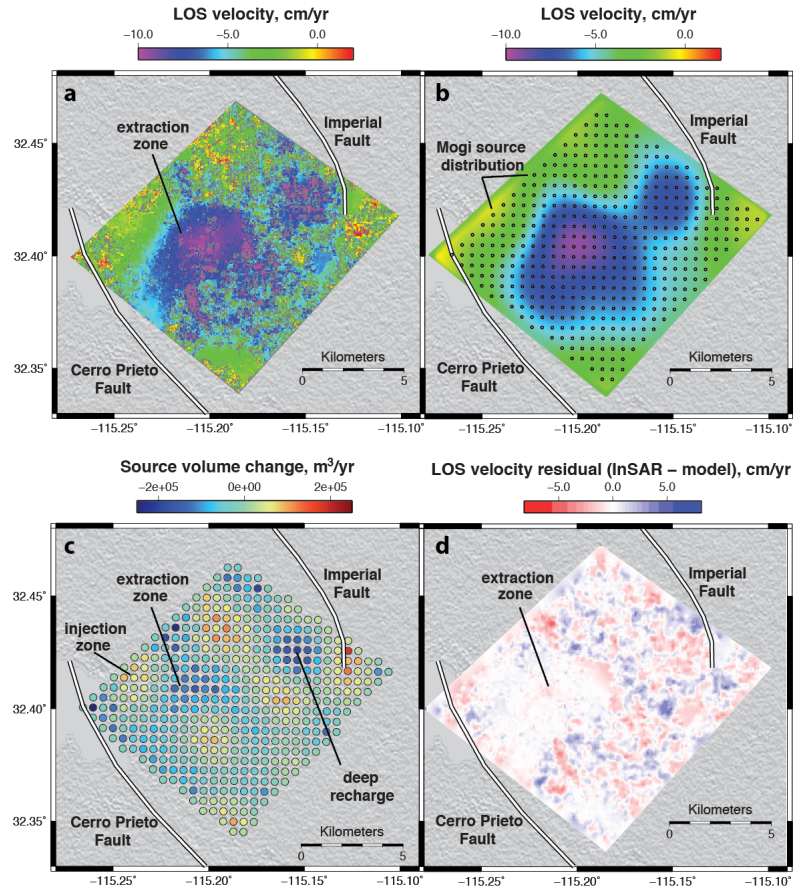 LOS velocity, cm/yr
−10.0 −5.0 0.0
a
extraction
zone
Imperial
Fault
Cerro Prieto
Fault
Kilometers
0 5
32.45°
32.40°
32.35°
−115.25° −115.20° −115.15° −115.10°
LOS velocity, cm/yr
−10.0 −5.0 0.0
b
Mogi source
distribution
Imperial
Fault
Cerro Prieto
Fault
Kilometers
0 5
−115.25° −115.20° −115.15° −115.10°
Source volume change, m³/yr
−2e+05 0e+00 2e+05
c
extraction
zone
injection
zone
Imperial
Fault
deep
recharge
Cerro Prieto
Fault
Kilometers
0 5
32.45°
32.40°
32.35°
−115.25° −115.20° −115.15° −115.10°
LOS velocity residual (InSAR − model), cm/yr
−5.0 0.0 5.0
d
extraction
zone
Imperial
Fault
Cerro Prieto
Fault
Kilometers
0 5
−115.25° −115.20° −115.15° −115.10°